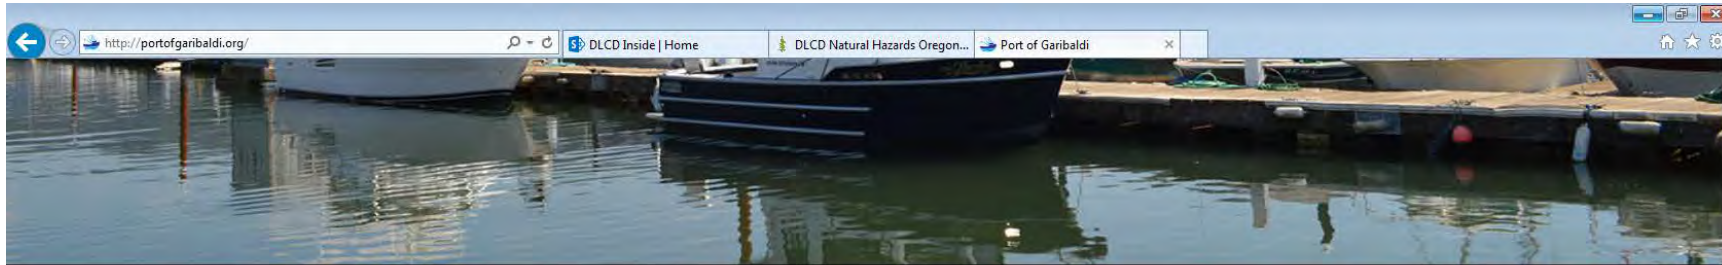 http://portofgaribaldi.org/
DLCD Inside | Home
DLCD Natural Hazards Oregon...
Port of Garibaldi